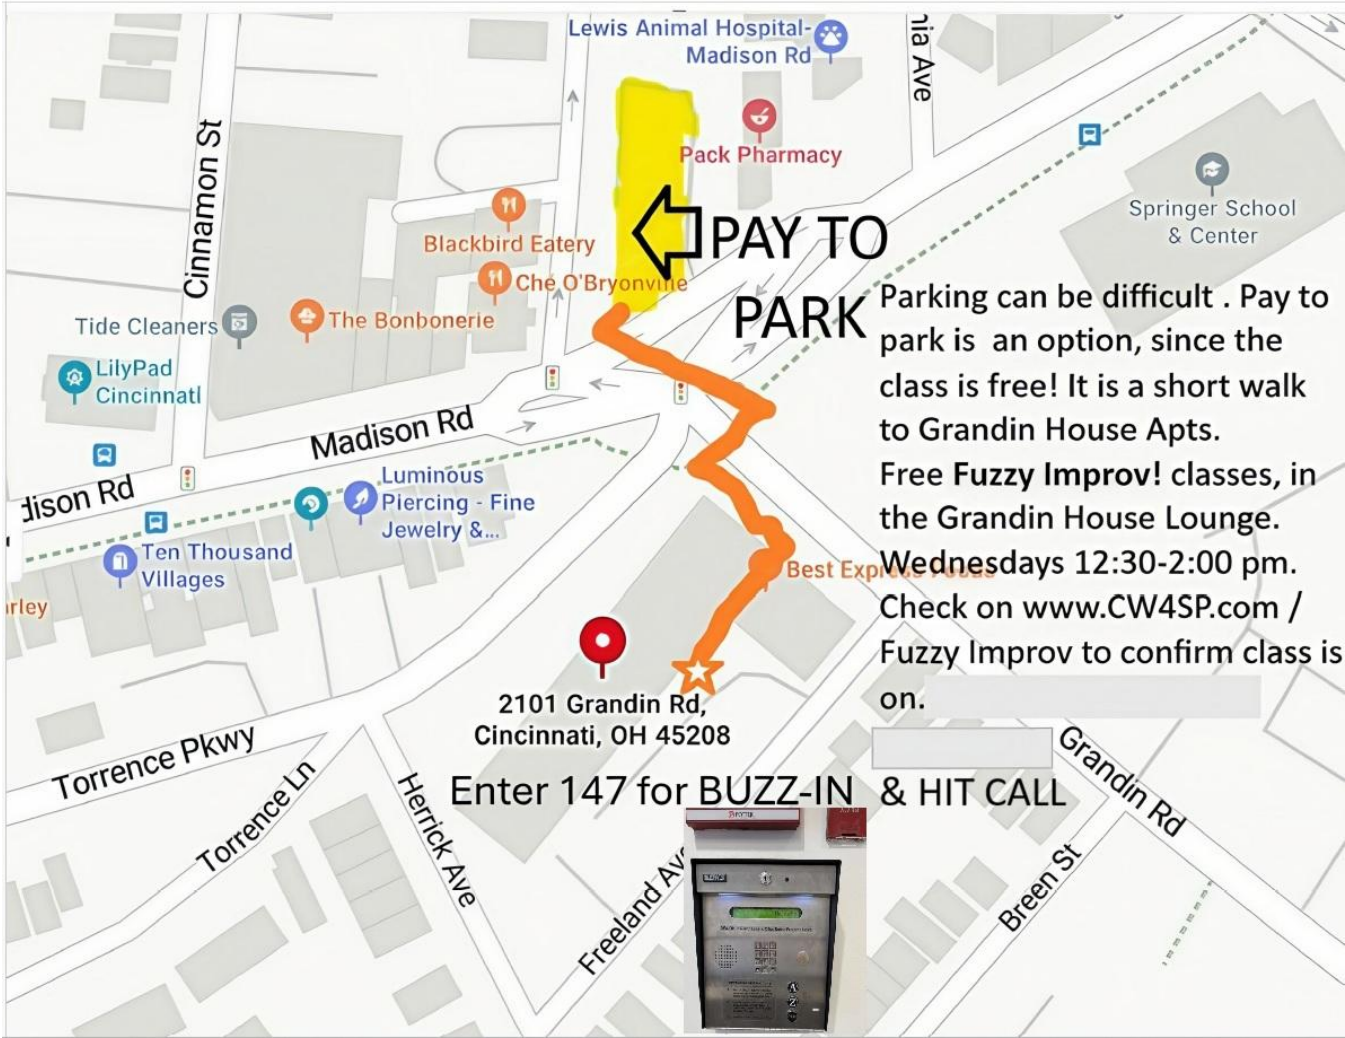 Lewis Animal Hospital-
Madison Rd
nia Ave
Pack Pharmacy
Cinnamon St
Springer School
& Center
Blackbird Eatery
Ché O'Bryonville
PAY TO
PARK
Tide Cleaners
The Bonbonerie
LilyPad
Cincinnati
Madison Rd
dison Rd
Luminous
Piercing - Fine
Jewelry &...
Ten Thousand
Villages
rley
Parking can be difficult . Pay to
park is an option, since the
class is free! It is a short walk
to Grandin House Apts.
Free Fuzzy Improv! classes, in
the Grandin House Lounge.
Wednesdays 12:30-2:00 pm.
Check on www.CW4SP.com /
Fuzzy Improv to confirm class is
on.
Best Express Foods
2101 Grandin Rd,
Cincinnati, OH 45208
Enter 147 for BUZZ-IN & HIT CALL
Torrence Pkwy
Torrence Ln
Herrick Ave
Freeland Av
Breen St
Grandin Rd
A
Z